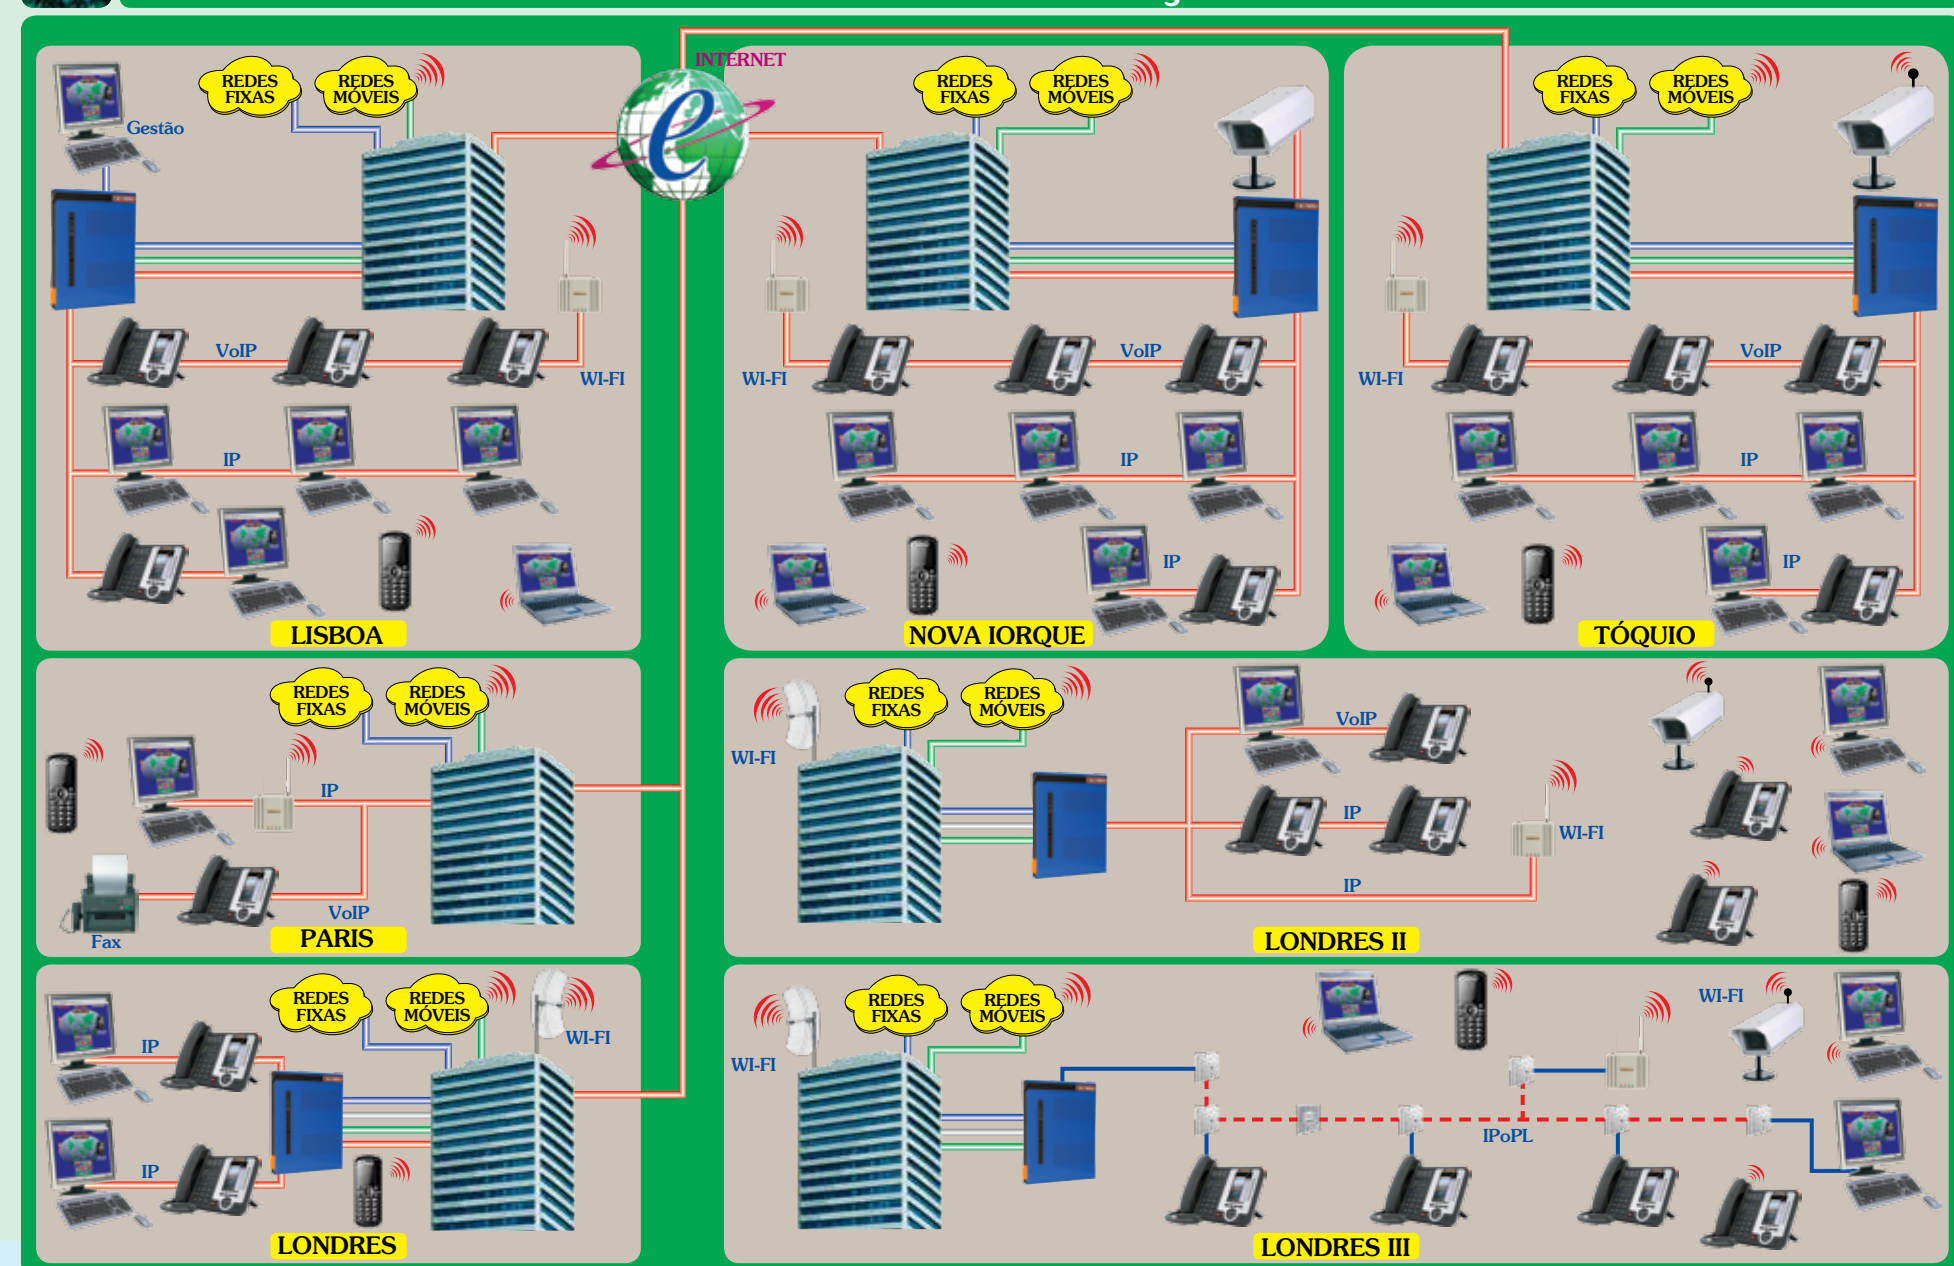 INTERNET
REDES
FIXAS
REDES
MÓVEIS
Gestão
VoIP
WI-FI
IP
LISBOA
REDES
FIXAS
REDES
MÓVEIS
WI-FI
VoIP
IP
IP
NOVA IORQUE
REDES
FIXAS
REDES
MÓVEIS
WI-FI
VoIP
IP
IP
TÓQUIO
REDES
FIXAS
REDES
MÓVEIS
IP
VoIP
Fax
PARIS
WI-FI
REDES
FIXAS
REDES
MÓVEIS
VoIP
IP
WI-FI
IP
LONDRES II
REDES
FIXAS
REDES
MÓVEIS
WI-FI
IP
IP
LONDRES
WI-FI
REDES
FIXAS
REDES
MÓVEIS
WI-FI
IPoPL
LONDRES III